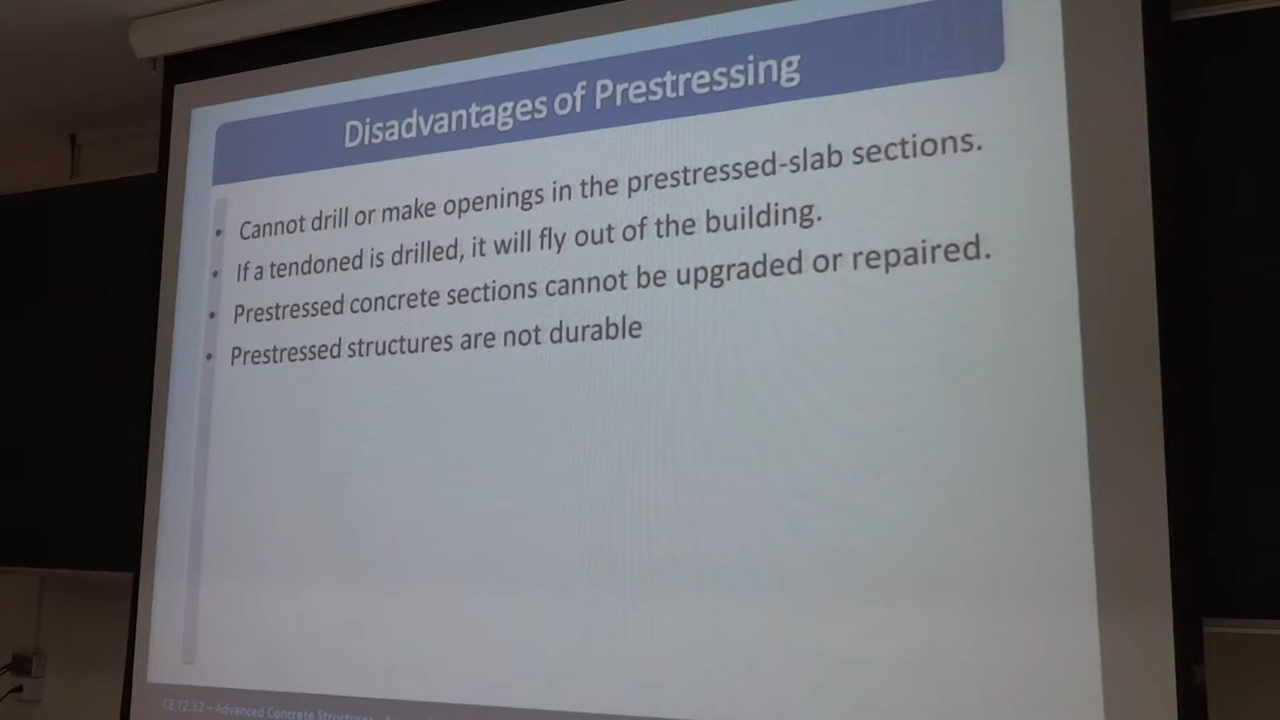 Disadvantages of Prestressing
• Cannot drill or make openings in the prestressed-slab sections.
• If a tendoned is drilled, it will fly out of the building.
• Prestressed concrete sections cannot be upgraded or repaired.
• Prestressed structures are not durable
CE 72.52 – Advanced Concrete Structures